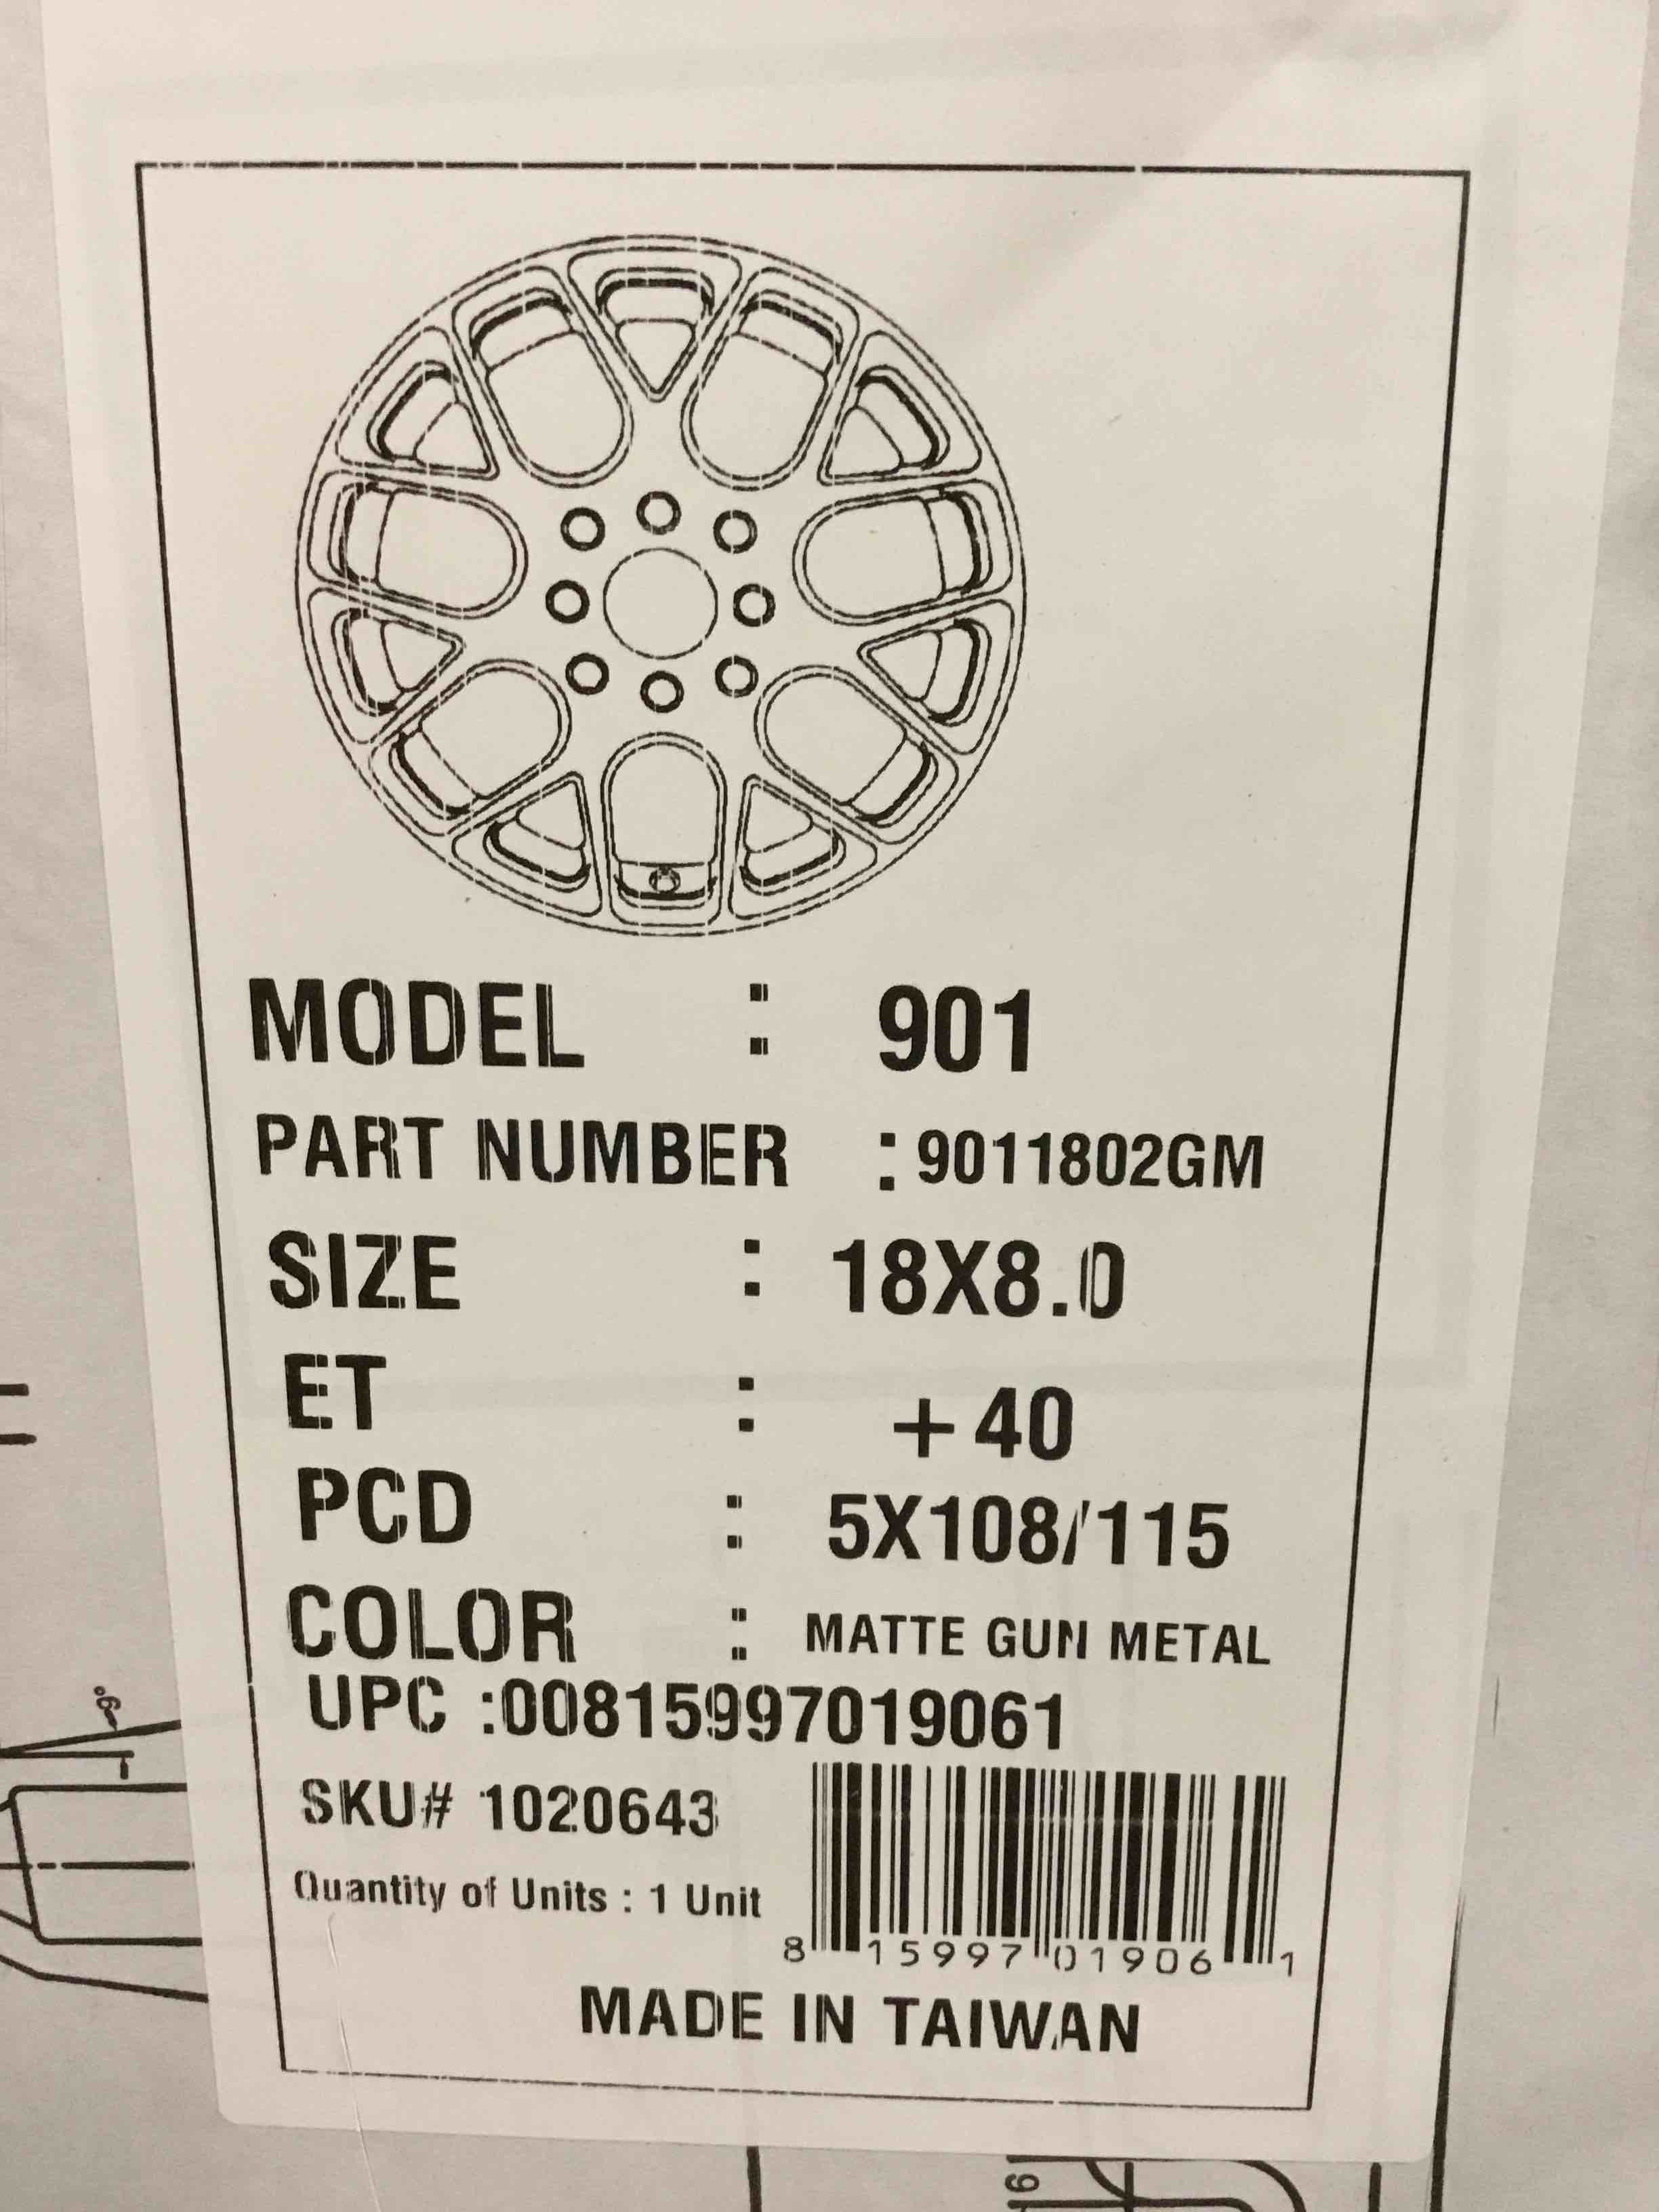 MODEL : 901
PART NUMBER : 9011802GM
SIZE : 18X8.0
ET : +40
PCD : 5X108/115
COLOR : MATTE GUN METAL
UPC :00815997019061
SKU# 1020643
Quantity of Units : 1 Unit
8 15997 01906 1
MADE IN TAIWAN